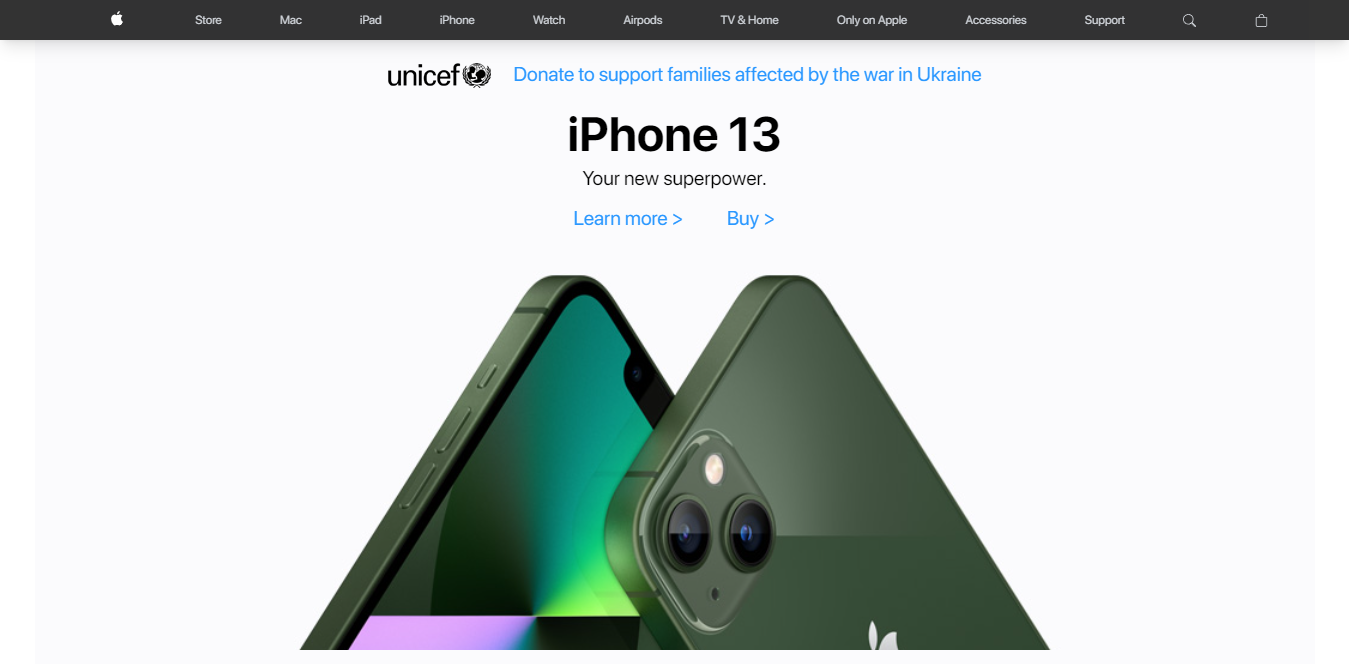 Store Mac iPad iPhone Watch Airpods TV & Home Only on Apple Accessories Support
unicef Donate to support families affected by the war in Ukraine
iPhone 13
Your new superpower.
Learn more > Buy >